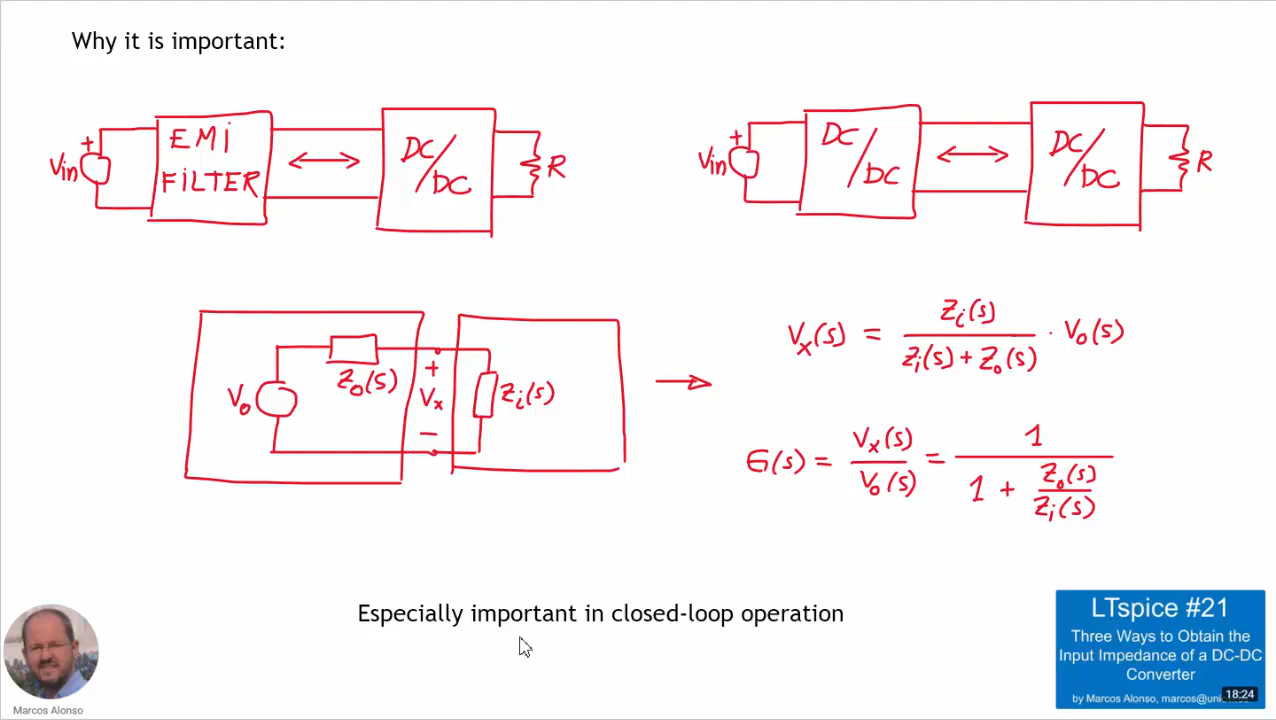 Why it is important:
+
Vin
EMi
FiLTER
DC/DC
R
+
Vin
DC/DC
DC/DC
R
Vo
Zo(s)
+
Vx
−
Zi(s)
Vx(s) = Zi(s) / Zi(s) + Zo(s) · Vo(s)
G(s) = Vx(s) / Vo(s) = 1 / 1 + Zo(s) / Zi(s)
Especially important in closed-loop operation
LTspice #21
Three Ways to Obtain the
Input Impedance of a DC-DC
Converter
by Marcos Alonso,
18:24
Marcos Alonso